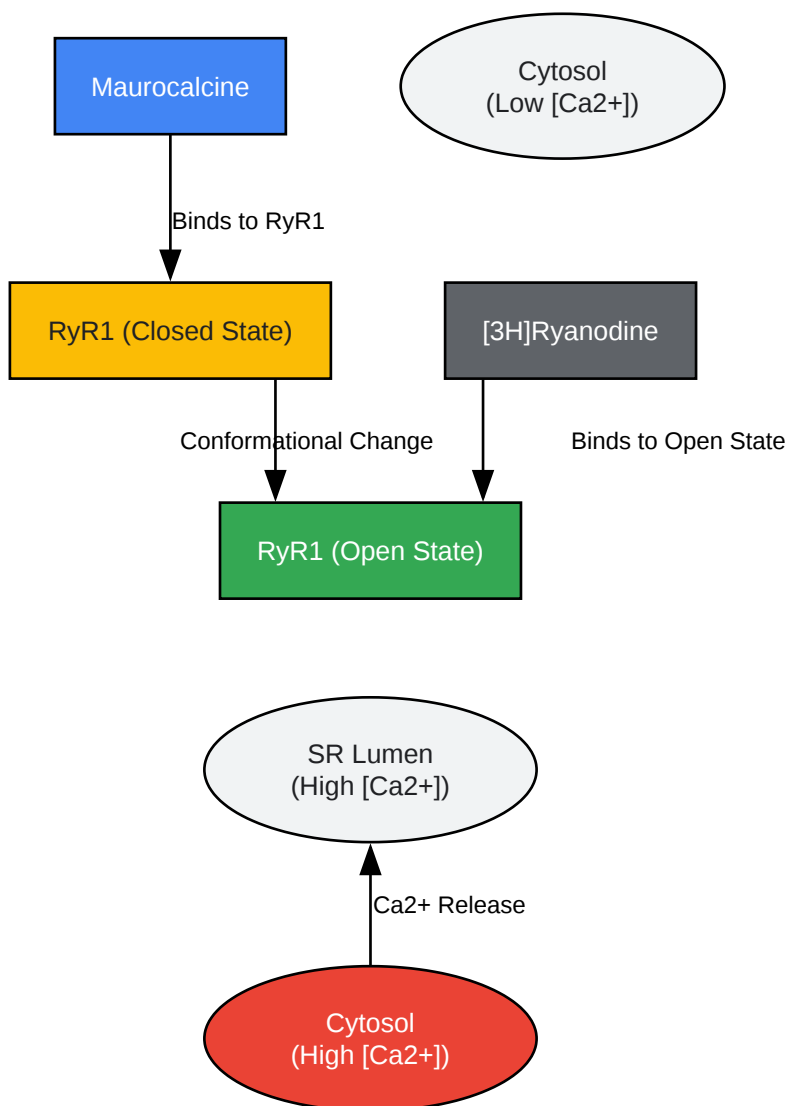 Maurocalcine
Cytosol
(Low [Ca2+])
Binds to RyR1
RyR1 (Closed State)
[3H]Ryanodine
Conformational Change
Binds to Open State
RyR1 (Open State)
SR Lumen
(High [Ca2+])
Ca2+ Release
Cytosol
(High [Ca2+])